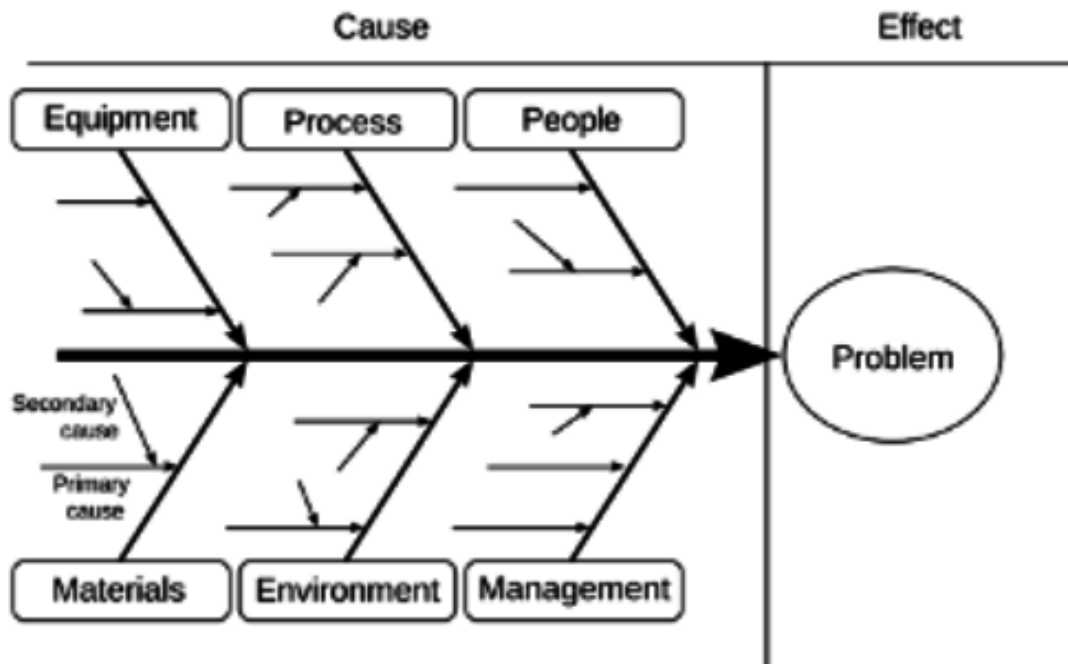 Cause
Effect
Equipment
Process
People
Problem
Secondary
cause
Primary
cause
Materials
Environment
Management